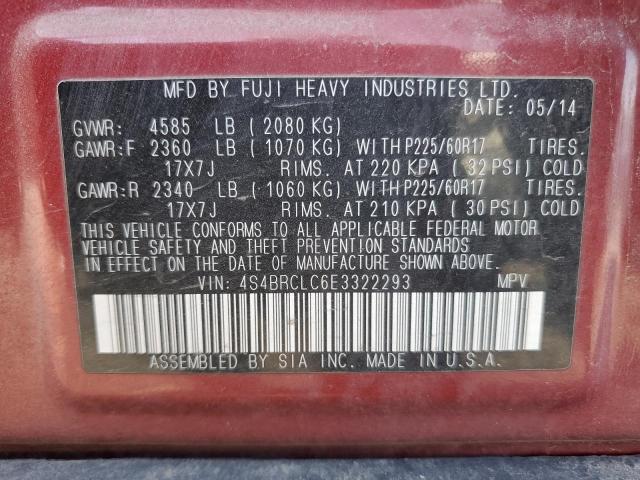 MFD BY FUJI HEAVY INDUSTRIES LTD.
DATE: 05/14
GVWR: 4585 LB ( 2080 KG)
GAWR:F 2360 LB ( 1070 KG) WITH P225/60R17 TIRES.
17X7J RIMS. AT 220 KPA ( 32 PSI) COLD
GAWR:R 2340 LB ( 1060 KG) WITH P225/60R17 TIRES.
17X7J RIMS. AT 210 KPA ( 30 PSI) COLD
THIS VEHICLE CONFORMS TO ALL APPLICABLE FEDERAL MOTOR
VEHICLE SAFETY AND THEFT PREVENTION STANDARDS
IN EFFECT ON THE DATE OF MANUFACTURE SHOWN ABOVE.
VIN: 4S4BRCLC6E3322293 MPV
ASSEMBLED BY SIA INC. MADE IN U.S.A.